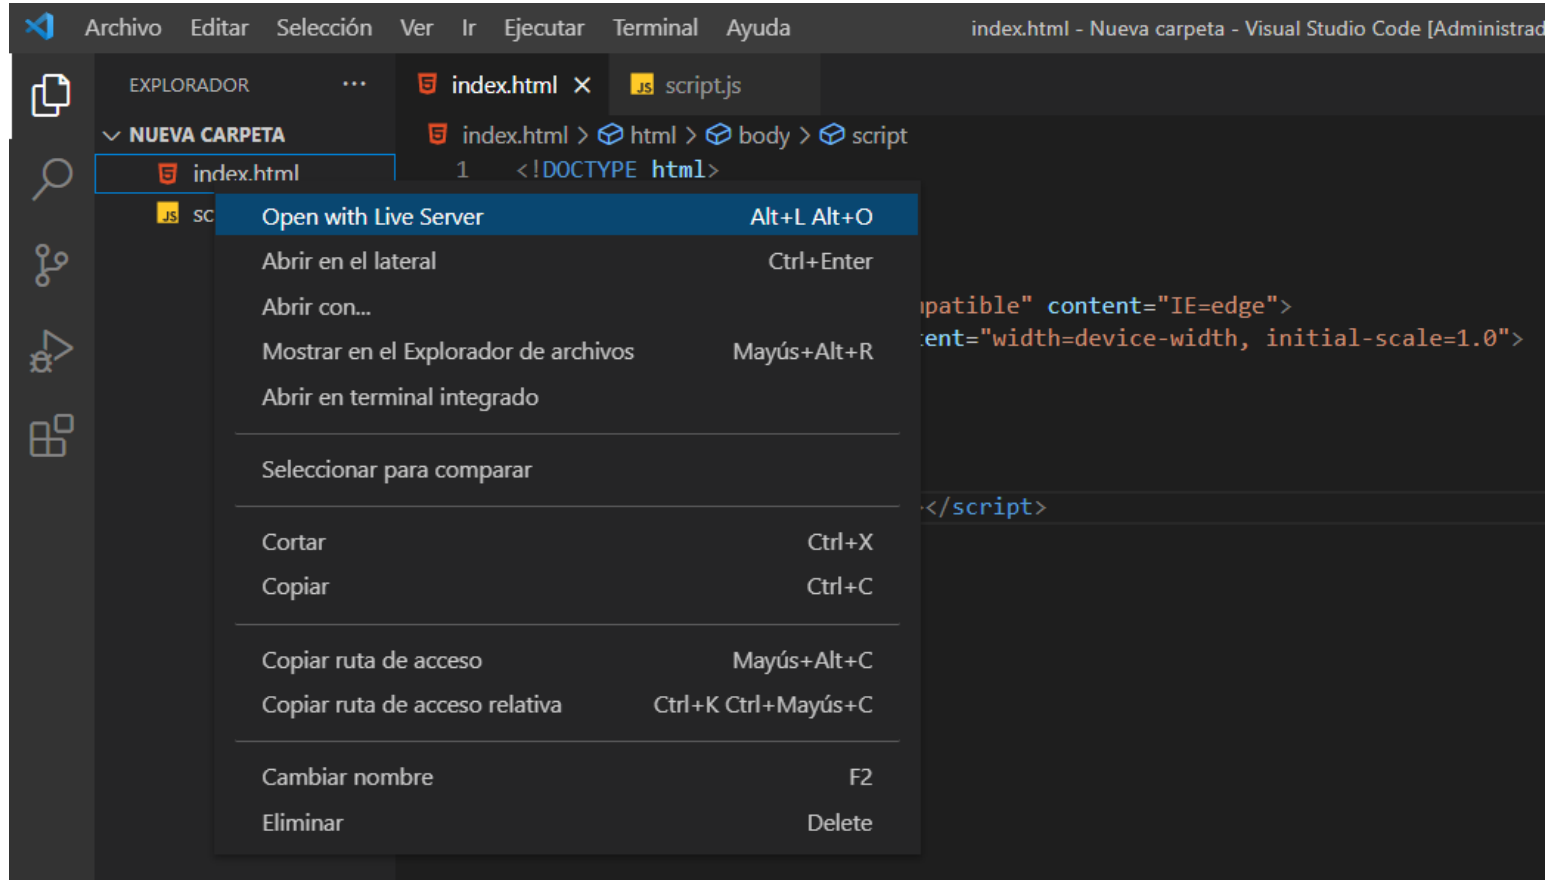 Archivo Editar Selección Ver Ir Ejecutar Terminal Ayuda index.html - Nueva carpeta - Visual Studio Code [Administrad
EXPLORADOR ··· index.html × JS script.js
NUEVA CARPETA index.html > html > body > script
index.html 1 <!DOCTYPE html>
JS sc
Open with Live Server Alt+L Alt+O
Abrir en el lateral Ctrl+Enter
Abrir con...
patible" content="IE=edge">
Mostrar en el Explorador de archivos Mayús+Alt+R
tent="width=device-width, initial-scale=1.0">
Abrir en terminal integrado
Seleccionar para comparar
></script>
Cortar Ctrl+X
Copiar Ctrl+C
Copiar ruta de acceso Mayús+Alt+C
Copiar ruta de acceso relativa Ctrl+K Ctrl+Mayús+C
Cambiar nombre F2
Eliminar Delete